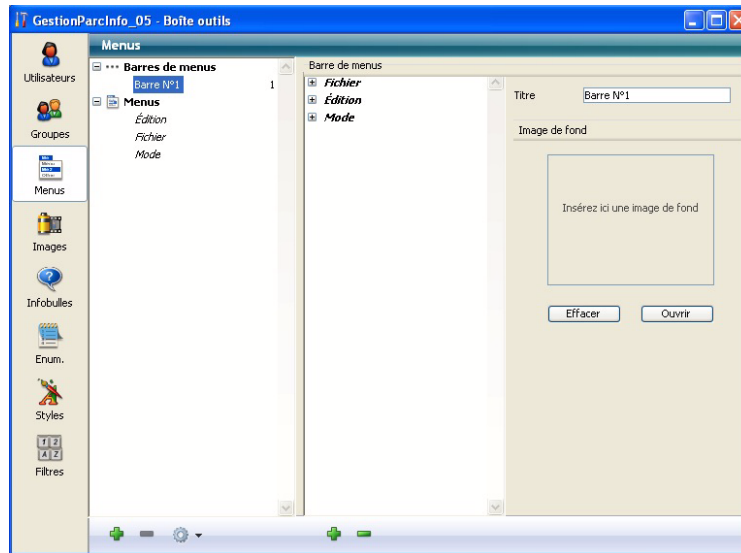 GestionParcInfo_05 - Boîte outils
Menus
Utilisateurs
Groupes
Menus
Images
Infobulles
Enum.
Styles
Filtres
Barres de menus
Barre N°1 1
Menus
Édition
Fichier
Mode
Barre de menus
Fichier
Édition
Mode
Titre Barre N°1
Image de fond
Insérez ici une image de fond
Effacer Ouvrir